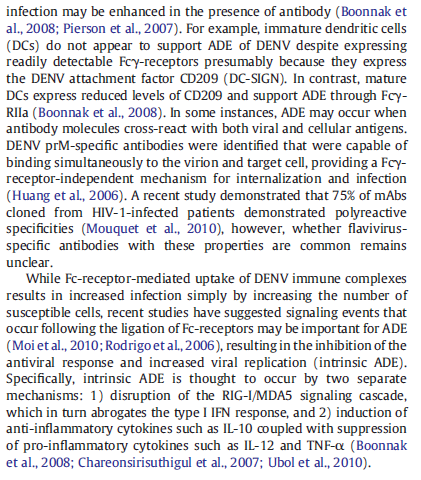 infection may be enhanced in the presence of antibody (Boonnak et
al., 2008; Pierson et al., 2007). For example, immature dendritic cells
(DCs) do not appear to support ADE of DENV despite expressing
readily detectable Fcγ-receptors presumably because they express
the DENV attachment factor CD209 (DC-SIGN). In contrast, mature
DCs express reduced levels of CD209 and support ADE through Fcγ-
RIIa (Boonnak et al., 2008). In some instances, ADE may occur when
antibody molecules cross-react with both viral and cellular antigens.
DENV prM-specific antibodies were identified that were capable of
binding simultaneously to the virion and target cell, providing a Fcγ-
receptor-independent mechanism for internalization and infection
(Huang et al., 2006). A recent study demonstrated that 75% of mAbs
cloned from HIV-1-infected patients demonstrated polyreactive
specificities (Mouquet et al., 2010), however, whether flavivirus-
specific antibodies with these properties are common remains
unclear.
While Fc-receptor-mediated uptake of DENV immune complexes
results in increased infection simply by increasing the number of
susceptible cells, recent studies have suggested signaling events that
occur following the ligation of Fc-receptors may be important for ADE
(Moi et al., 2010; Rodrigo et al., 2006), resulting in the inhibition of the
antiviral response and increased viral replication (intrinsic ADE).
Specifically, intrinsic ADE is thought to occur by two separate
mechanisms: 1) disruption of the RIG-I/MDA5 signaling cascade,
which in turn abrogates the type I IFN response, and 2) induction of
anti-inflammatory cytokines such as IL-10 coupled with suppression
of pro-inflammatory cytokines such as IL-12 and TNF-α (Boonnak
et al., 2008; Chareonsirisuthigul et al., 2007; Ubol et al., 2010).